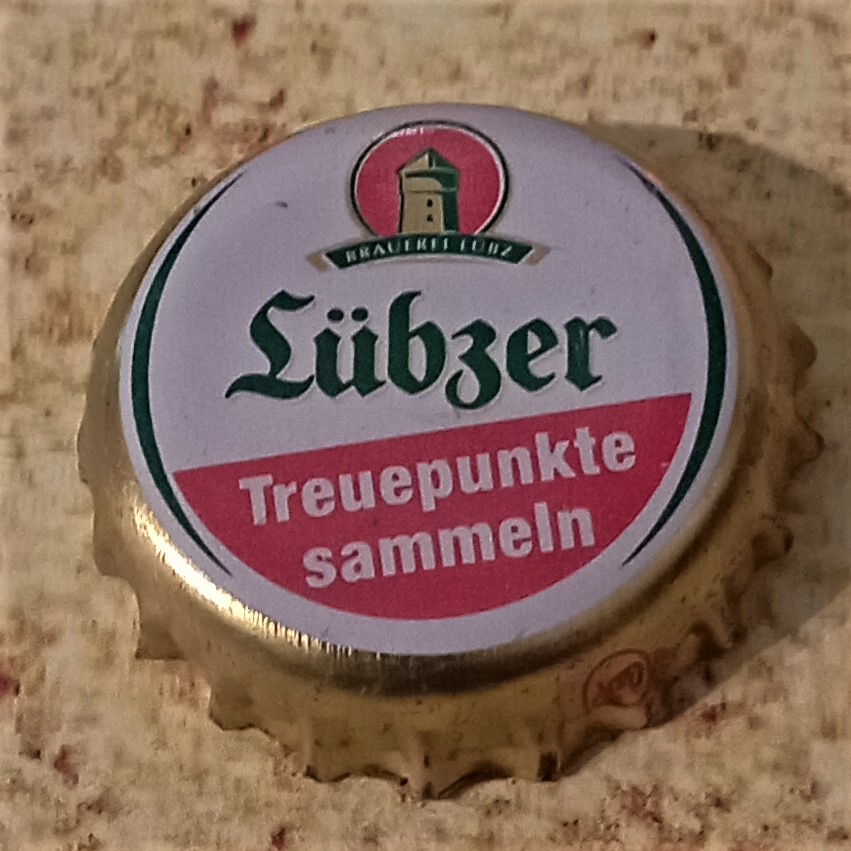 BRAUEREI LÜBZ
Lübzer
Treuepunkte
sammeln